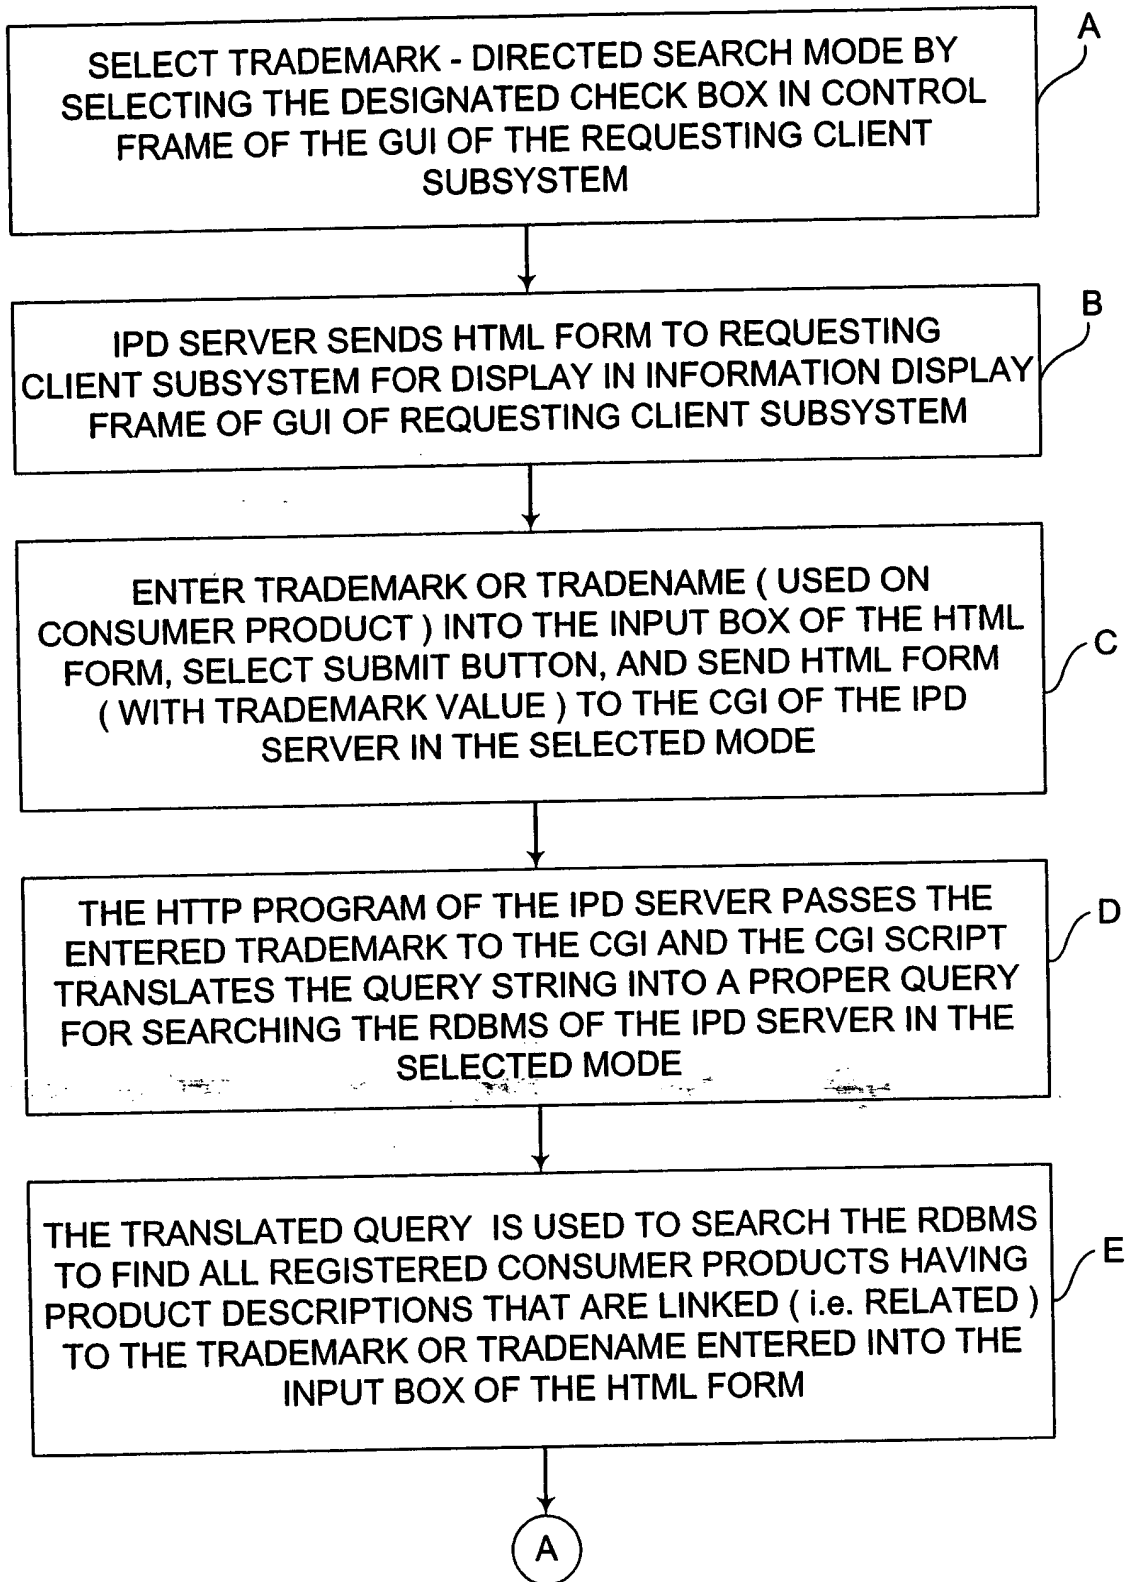 SELECT TRADEMARK - DIRECTED SEARCH MODE BY
SELECTING THE DESIGNATED CHECK BOX IN CONTROL
FRAME OF THE GUI OF THE REQUESTING CLIENT
SUBSYSTEM
A
IPD SERVER SENDS HTML FORM TO REQUESTING
CLIENT SUBSYSTEM FOR DISPLAY IN INFORMATION DISPLAY
FRAME OF GUI OF REQUESTING CLIENT SUBSYSTEM
B
ENTER TRADEMARK OR TRADENAME ( USED ON
CONSUMER PRODUCT ) INTO THE INPUT BOX OF THE HTML
FORM, SELECT SUBMIT BUTTON, AND SEND HTML FORM
( WITH TRADEMARK VALUE ) TO THE CGI OF THE IPD
SERVER IN THE SELECTED MODE
C
THE HTTP PROGRAM OF THE IPD SERVER PASSES THE
ENTERED TRADEMARK TO THE CGI AND THE CGI SCRIPT
TRANSLATES THE QUERY STRING INTO A PROPER QUERY
FOR SEARCHING THE RDBMS OF THE IPD SERVER IN THE
SELECTED MODE
D
THE TRANSLATED QUERY IS USED TO SEARCH THE RDBMS
TO FIND ALL REGISTERED CONSUMER PRODUCTS HAVING
PRODUCT DESCRIPTIONS THAT ARE LINKED ( i.e. RELATED )
TO THE TRADEMARK OR TRADENAME ENTERED INTO THE
INPUT BOX OF THE HTML FORM
E
A